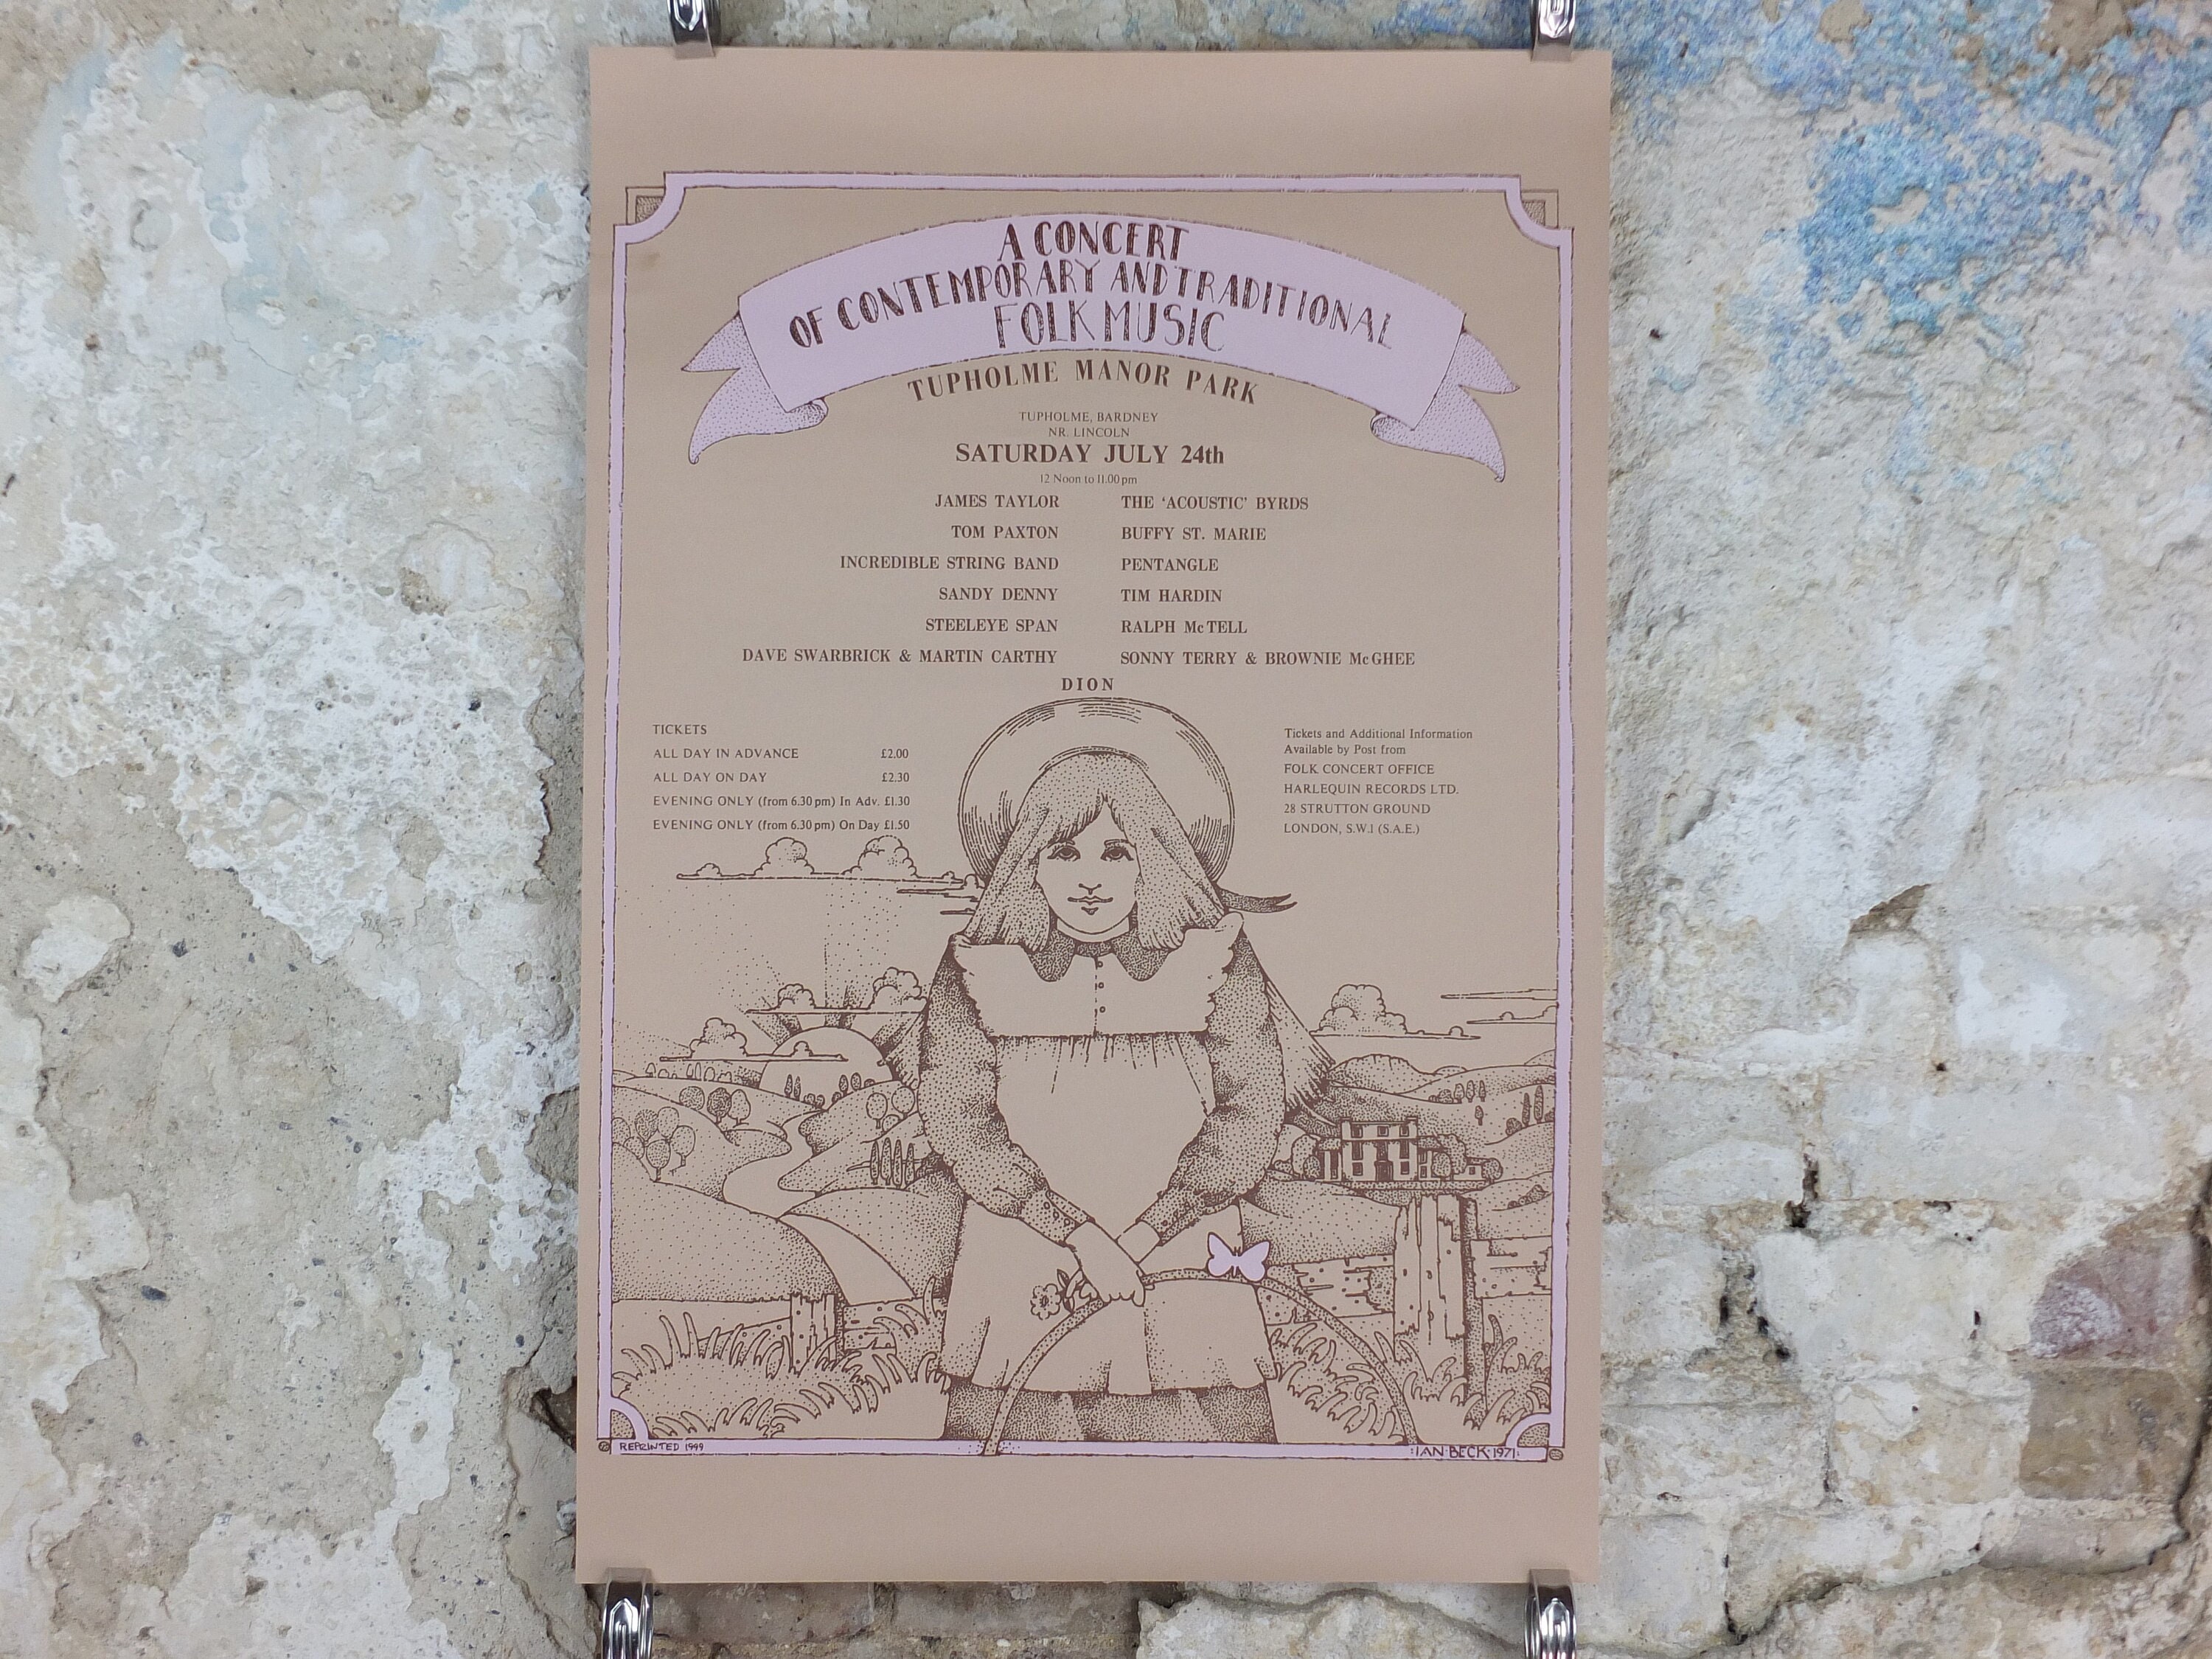 A CONCERT
OF CONTEMPORARY AND TRADITIONAL
FOLK MUSIC
TUPHOLME MANOR PARK
TUPHOLME, BARDNEY
NR. LINCOLN
SATURDAY JULY 24th
12 Noon to 11.00 pm
JAMES TAYLOR THE 'ACOUSTIC' BYRDS
TOM PAXTON BUFFY ST. MARIE
INCREDIBLE STRING BAND PENTANGLE
SANDY DENNY TIM HARDIN
STEELEYE SPAN RALPH McTELL
DAVE SWARBRICK & MARTIN CARTHY SONNY TERRY & BROWNIE McGHEE
DION
TICKETS
ALL DAY IN ADVANCE £2.00
ALL DAY ON DAY £2.30
EVENING ONLY (from 6.30 pm) In Adv. £1.30
EVENING ONLY (from 6.30 pm) On Day £1.50
Tickets and Additional Information
Available by Post from
FOLK CONCERT OFFICE
HARLEQUIN RECORDS LTD.
28 STRUTTON GROUND
LONDON, S.W.1 (S.A.E.)
REPRINTED 1999
:IAN·BECK·1971: